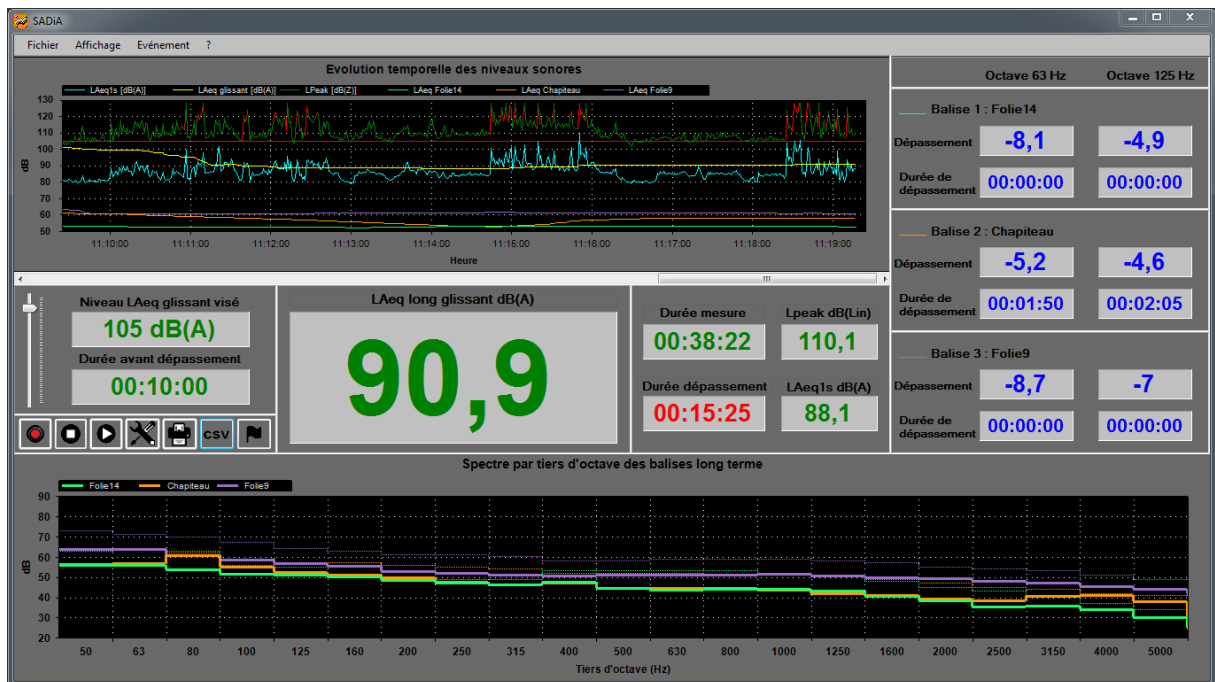 SADiA
Fichier Affichage Evénement ?
Evolution temporelle des niveaux sonores
LAeq1s [dB(A)] LAeq glissant [dB(A)] LPeak [dB(Z)] LAeq Folie14 LAeq Chapiteau LAeq Folie9
130
120
110
100
90
80
70
60
50
dB
11:10:00 11:11:00 11:12:00 11:13:00 11:14:00 11:15:00 11:16:00 11:17:00 11:18:00 11:19:00
Heure
Octave 63 Hz Octave 125 Hz
Balise 1 : Folie14
Dépassement -8,1 -4,9
Durée de
dépassement 00:00:00 00:00:00
Balise 2 : Chapiteau
Dépassement -5,2 -4,6
Durée de
dépassement 00:01:50 00:02:05
Balise 3 : Folie9
Dépassement -8,7 -7
Durée de
dépassement 00:00:00 00:00:00
Niveau LAeq glissant visé
105 dB(A)
Durée avant dépassement
00:10:00
csv
LAeq long glissant dB(A)
90,9
Durée mesure Lpeak dB(Lin)
00:38:22 110,1
Durée dépassement LAeq1s dB(A)
00:15:25 88,1
Spectre par tiers d'octave des balises long terme
Folie14 Chapiteau Folie9
90
80
70
60
50
40
30
20
dB
50 63 80 100 125 160 200 250 315 400 500 630 800 1000 1250 1600 2000 2500 3150 4000 5000
Tiers d'octave (Hz)